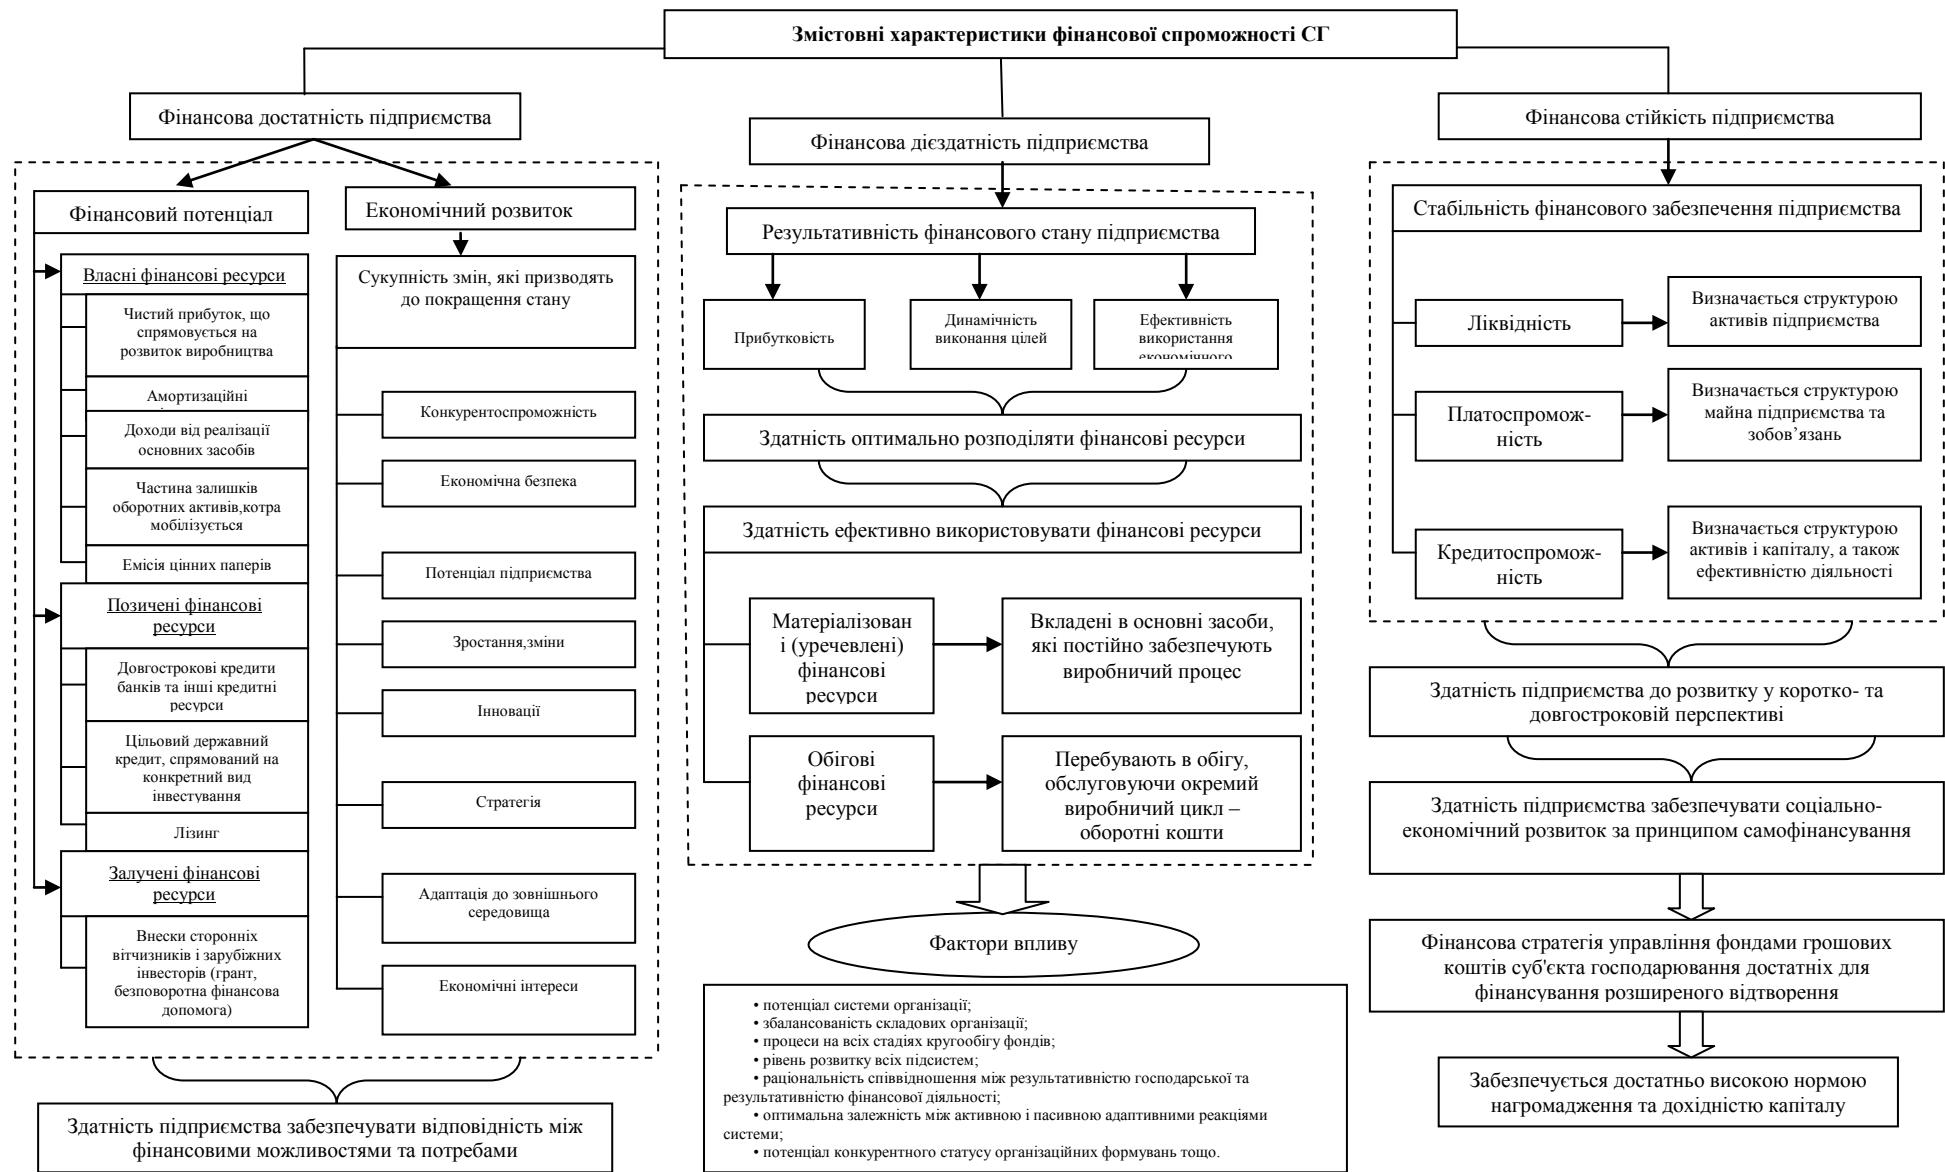 Змістовні характеристики фінансової спроможності СГ
Фінансова достатність підприємства
Фінансовий потенціал
Власні фінансові ресурси
Чистий прибуток, що
спрямовується на
розвиток виробництва
Амортизаційні
Доходи від реалізації
основних засобів
Частина залишків
оборотних активів,котра
мобілізується
Емісія цінних паперів
Позичені фінансові
ресурси
Довгострокові кредити
банків та інші кредитні
ресурси
Цільовий державний
кредит, спрямований на
конкретний вид
інвестування
Лізинг
Залучені фінансові
ресурси
Внески сторонніх
вітчизників і зарубіжних
інвесторів (грант,
безповоротна фінансова
допомога)
Економічний розвиток
Сукупність змін, які призводять
до покращення стану
Конкурентоспроможність
Економічна безпека
Потенціал підприємства
Зростання,зміни
Інновації
Стратегія
Адаптація до зовнішнього
середовища
Економічні інтереси
Здатність підприємства забезпечувати відповідність між
фінансовими можливостями та потребами
Фінансова дієздатність підприємства
Результативність фінансового стану підприємства
Прибутковість
Динамічність
виконання цілей
Ефективність
використання
економічного
Здатність оптимально розподіляти фінансові ресурси
Здатність ефективно використовувати фінансові ресурси
Матеріалізован
і (уречевлені)
фінансові
ресурси
Вкладені в основні засоби,
які постійно забезпечують
виробничий процес
Обігові
фінансові
ресурси
Перебувають в обігу,
обслуговуючи окремий
виробничий цикл –
оборотні кошти
Фактори впливу
• потенціал системи організації;
• збалансованість складових організації;
• процеси на всіх стадіях кругообігу фондів;
• рівень розвитку всіх підсистем;
• раціональність співвідношення між результативністю господарської та
результативністю фінансової діяльності;
• оптимальна залежність між активною і пасивною адаптивними реакціями
системи;
• потенціал конкурентного статусу організаційних формувань тощо.
Фінансова стійкість підприємства
Стабільність фінансового забезпечення підприємства
Ліквідність
Визначається структурою
активів підприємства
Платоспромож-
ність
Визначається структурою
майна підприємства та
зобов’язань
Кредитоспромож-
ність
Визначається структурою
активів і капіталу, а також
ефективністю діяльності
Здатність підприємства до розвитку у коротко- та
довгостроковій перспективі
Здатність підприємства забезпечувати соціально-
економічний розвиток за принципом самофінансування
Фінансова стратегія управління фондами грошових
коштів суб'єкта господарювання достатніх для
фінансування розширеного відтворення
Забезпечується достатньо високою нормою
нагромадження та дохідністю капіталу